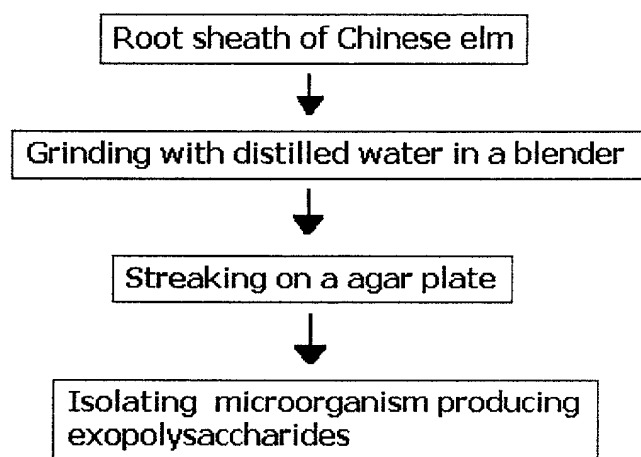 Root sheath of Chinese elm
Grinding with distilled water in a blender
Streaking on a agar plate
Isolating microorganism producing
exopolysaccharides